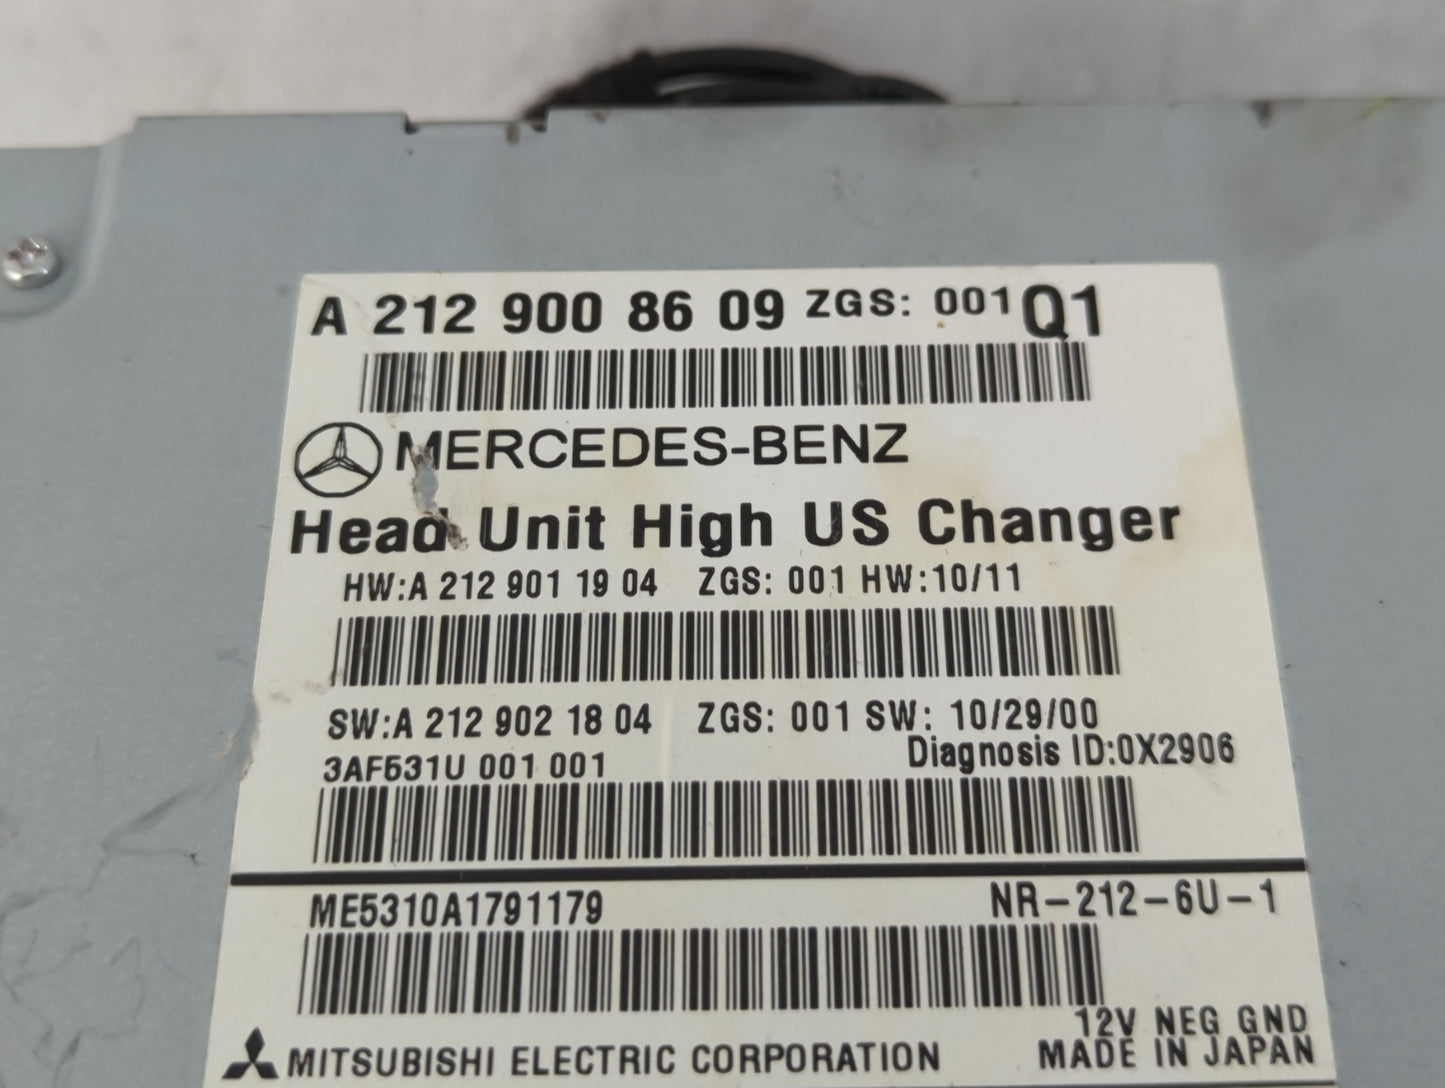 A 212 900 86 09 ZGS: 001 Q1
MERCEDES-BENZ
Head Unit High US Changer
HW:A 212 901 19 04 ZGS: 001 HW:10/11
SW:A 212 902 18 04 ZGS: 001 SW: 10/29/00
Diagnosis ID:0X2906
3AF531U 001 001
ME5310A1791179 NR-212-6U-1
12V NEG GND
MITSUBISHI ELECTRIC CORPORATION MADE IN JAPAN